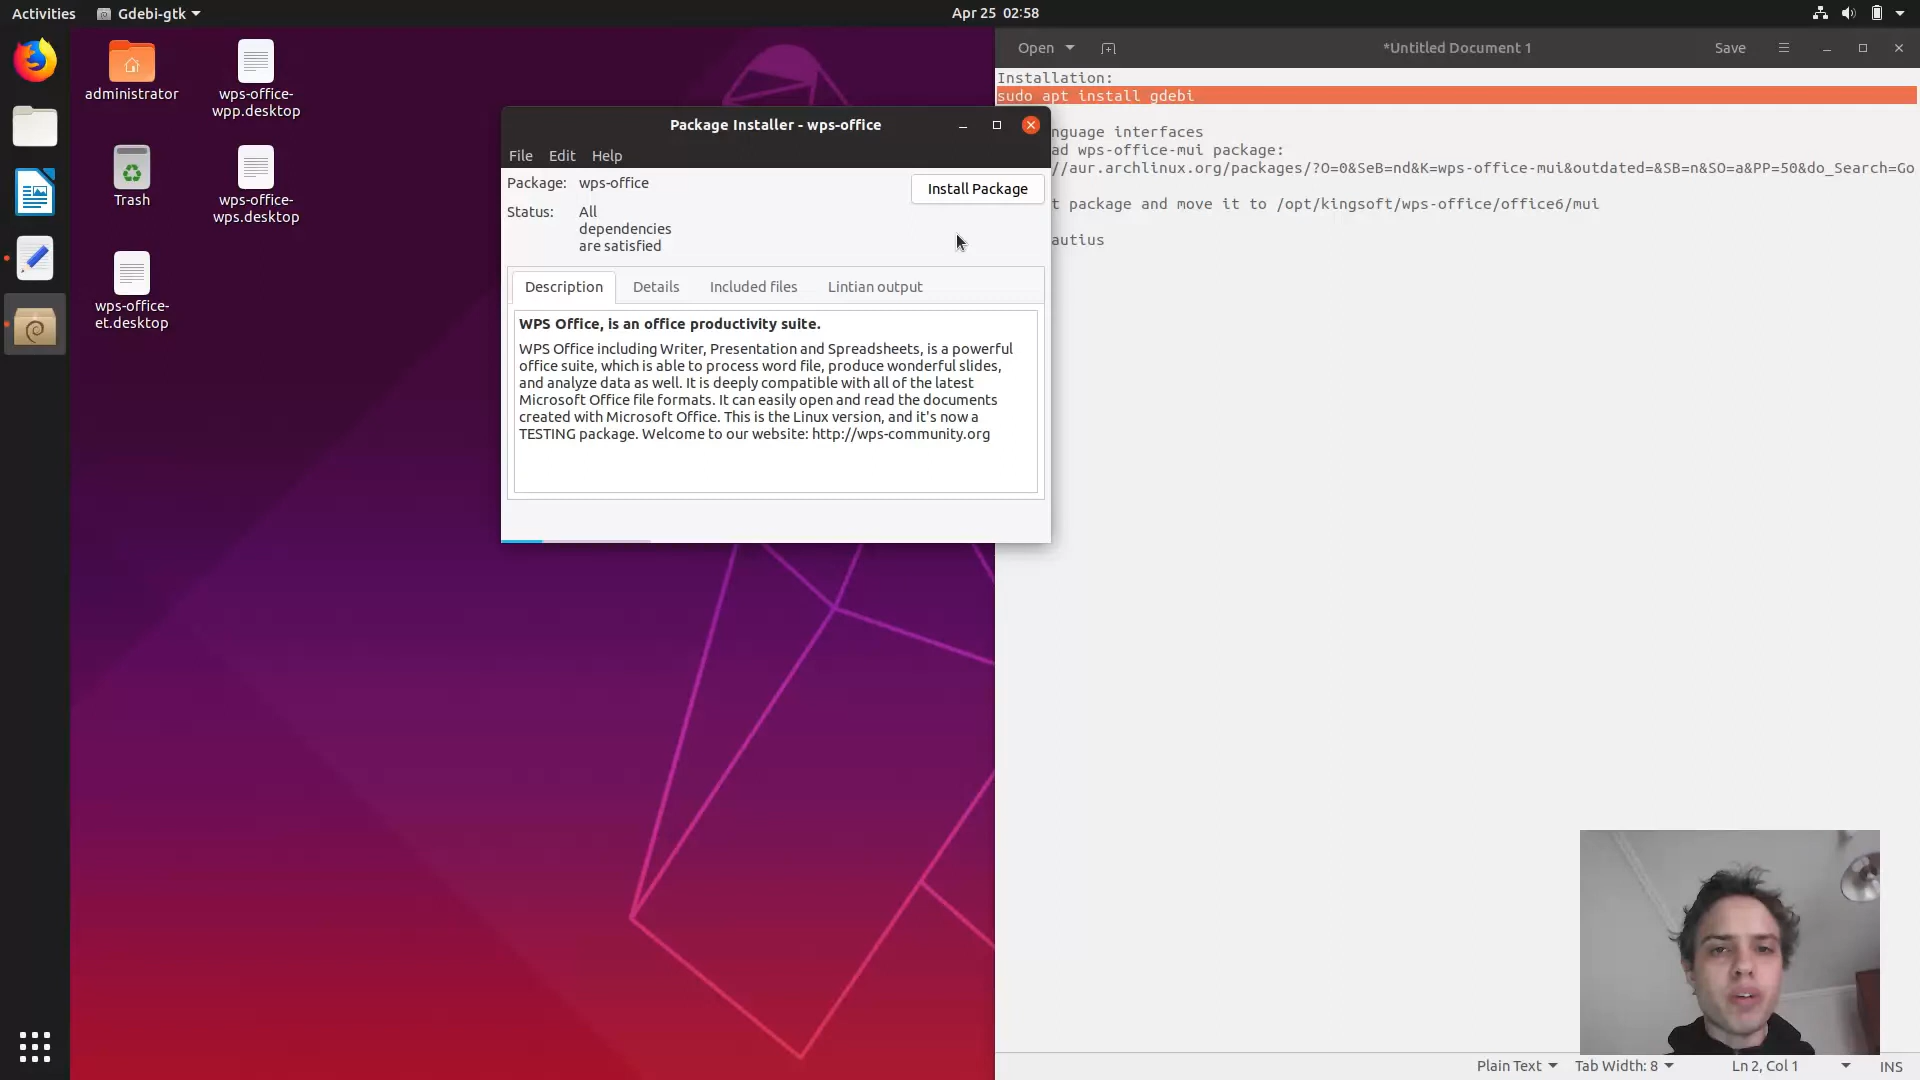 Activities
Gdebi-gtk
Apr 25 02:58
administrator
wps-office-
wpp.desktop
Trash
wps-office-
wps.desktop
wps-office-
et.desktop
Package Installer - wps-office
File Edit Help
Package: wps-office
Install Package
Status: All
dependencies
are satisfied
Description Details Included files Lintian output
WPS Office, is an office productivity suite.
WPS Office including Writer, Presentation and Spreadsheets, is a powerful
office suite, which is able to process word file, produce wonderful slides,
and analyze data as well. It is deeply compatible with all of the latest
Microsoft Office file formats. It can easily open and read the documents
created with Microsoft Office. This is the Linux version, and it's now a
TESTING package. Welcome to our website: http://wps-community.org
Open
*Untitled Document 1
Save
Installation:
sudo apt install gdebi
nguage interfaces
ad wps-office-mui package:
//aur.archlinux.org/packages/?O=0&SeB=nd&K=wps-office-mui&outdated=&SB=n&SO=a&PP=50&do_Search=Go
t package and move it to /opt/kingsoft/wps-office/office6/mui
autius
Plain Text
Tab Width: 8
Ln 2, Col 1
INS